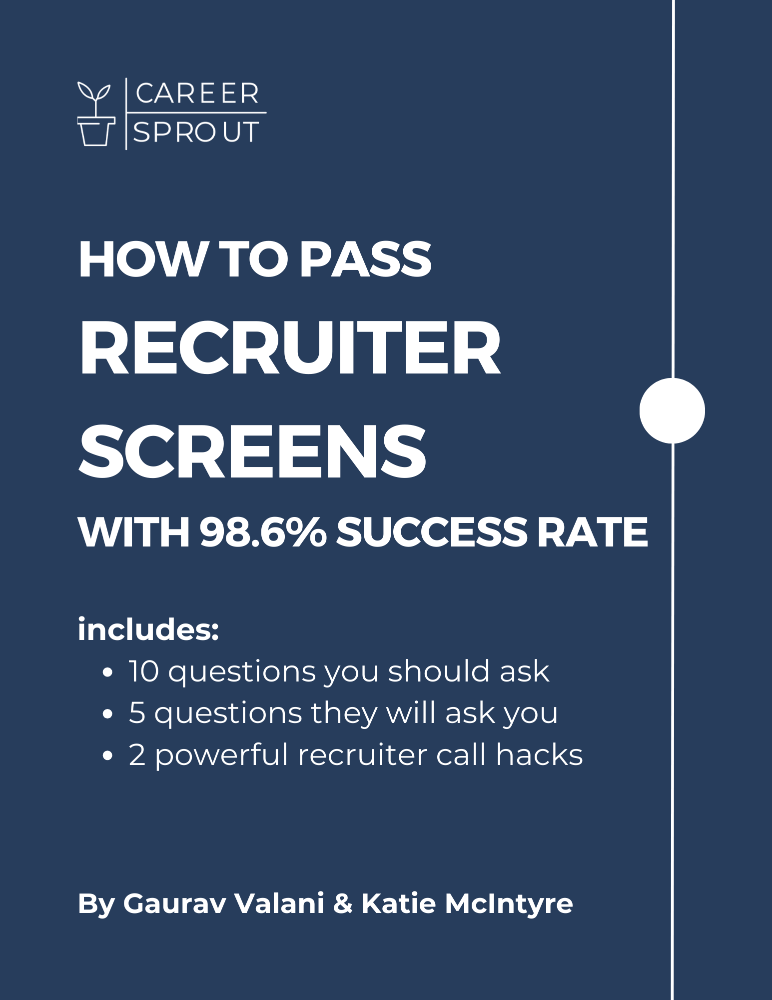 CAREER
SPROUT
HOW TO PASS
RECRUITER
SCREENS
WITH 98.6% SUCCESS RATE
includes:
• 10 questions you should ask
• 5 questions they will ask you
• 2 powerful recruiter call hacks
By Gaurav Valani & Katie McIntyre